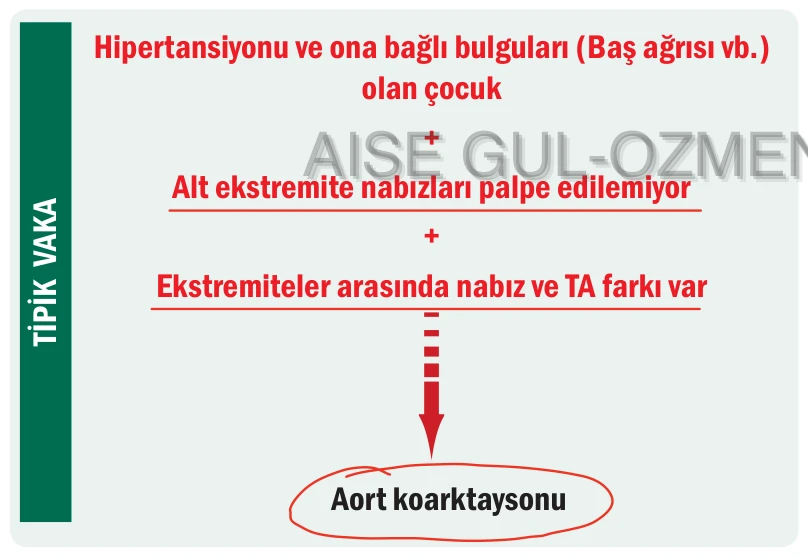 Hipertansiyonu ve ona bağlı bulguları (Baş ağrısı vb.)
olan çocuk
+
AISE GUL-OZMEN
Alt ekstremite nabızları palpe edilemiyor
+
Ekstremiteler arasında nabız ve TA farkı var
Aort koarktaysonu
TİPİK VAKA